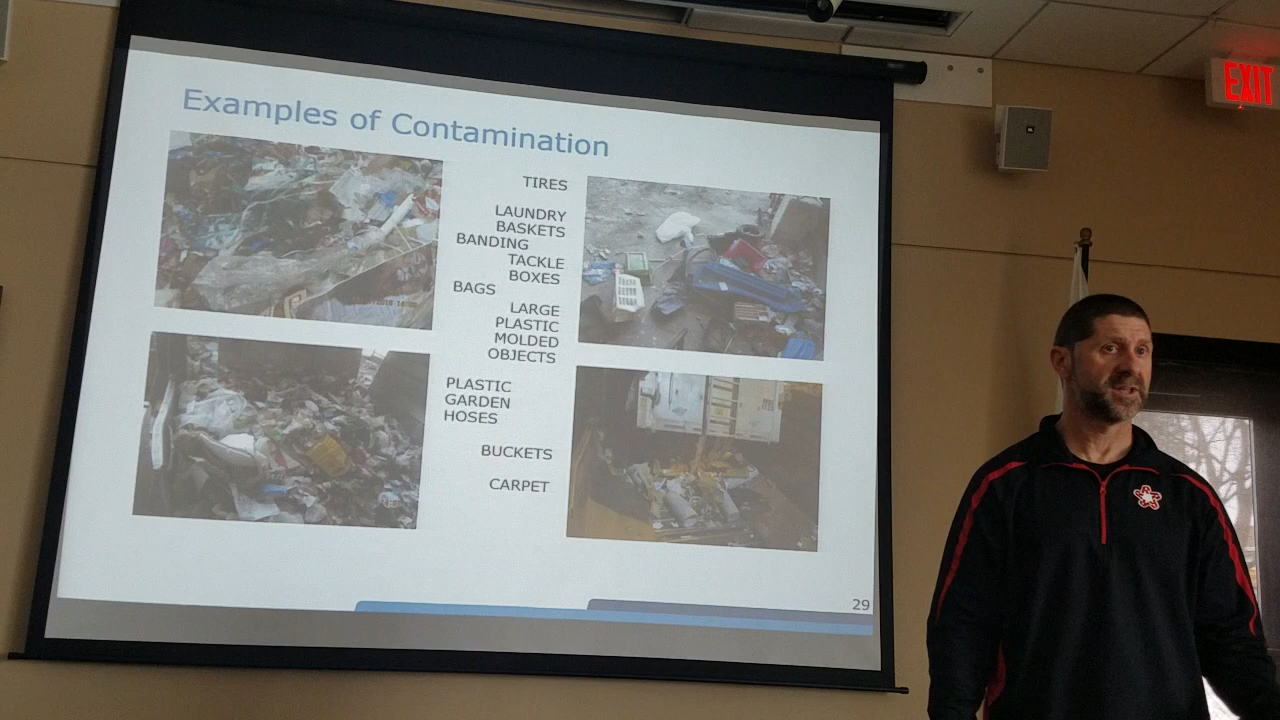 Examples of Contamination
TIRES
LAUNDRY
BASKETS
BANDING
TACKLE
BOXES
BAGS
LARGE
PLASTIC
MOLDED
OBJECTS
PLASTIC
GARDEN
HOSES
BUCKETS
CARPET
29
EXIT
JBL